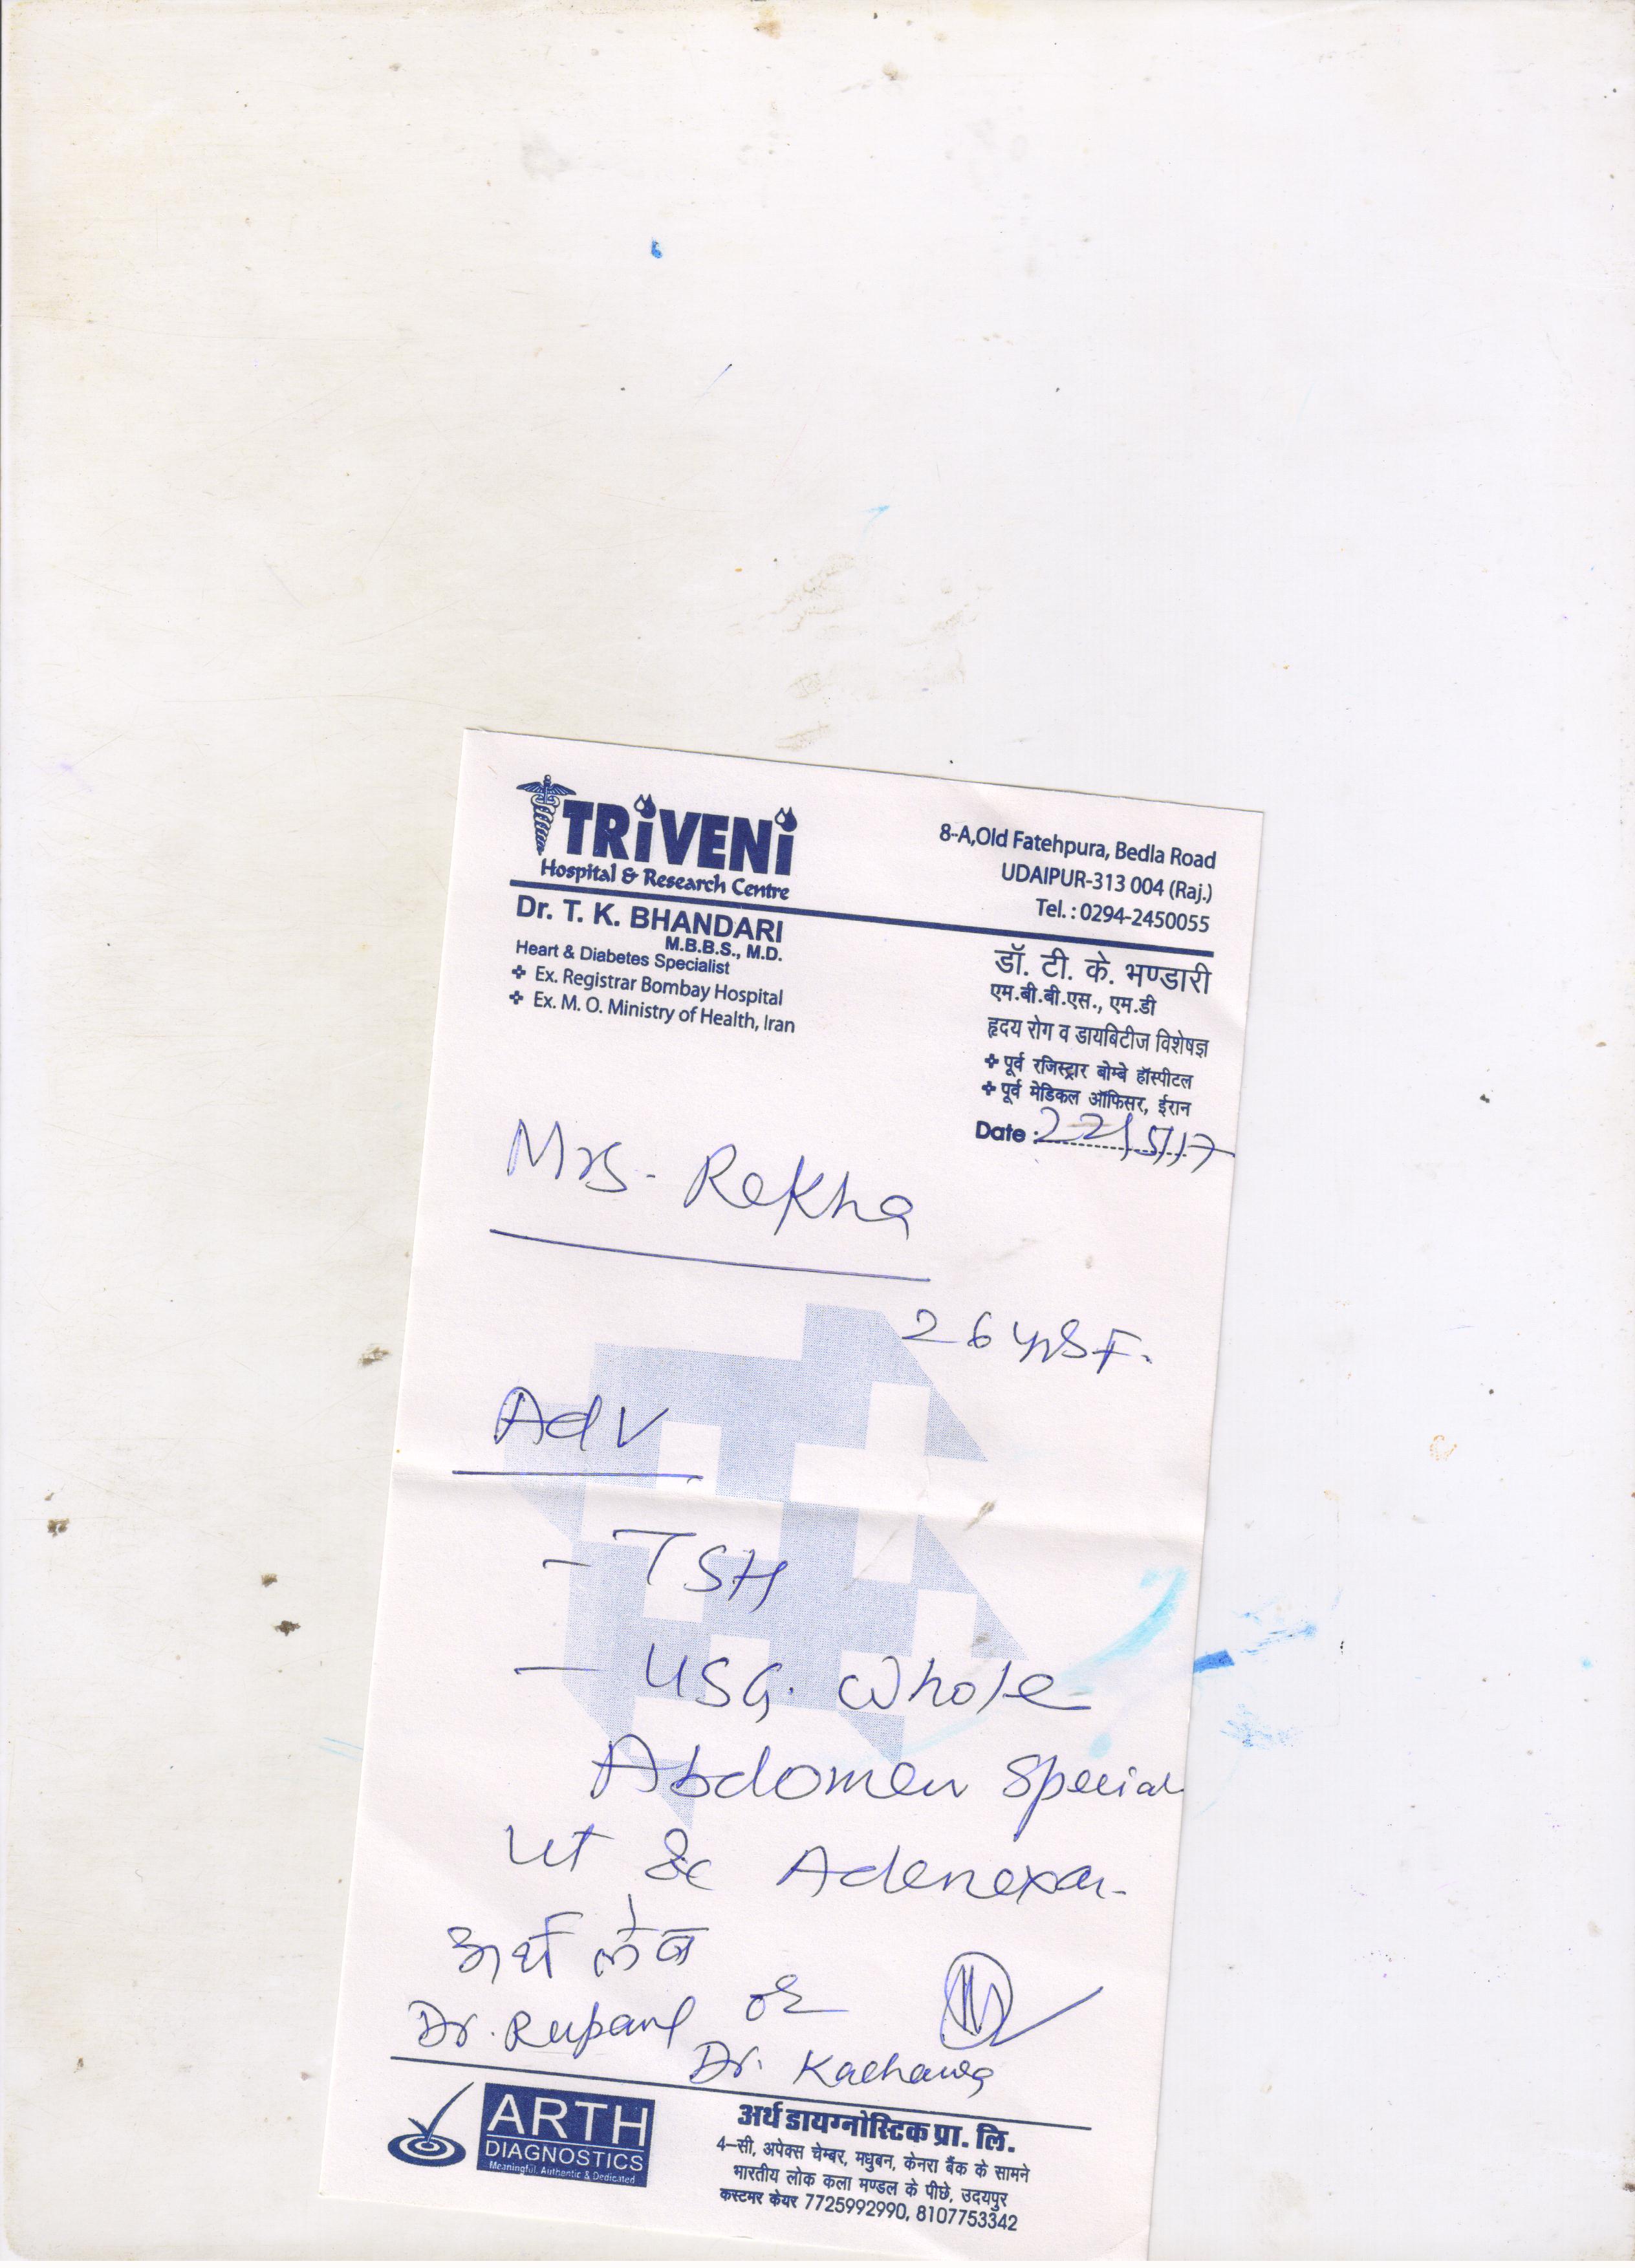 TRiVENi
Hospital & Research Centre
8-A,Old Fatehpura, Bedla Road
UDAIPUR-313 004 (Raj.)
Tel. : 0294-2450055
Dr. T. K. BHANDARI
M.B.B.S., M.D.
Heart & Diabetes Specialist
Ex. Registrar Bombay Hospital
Ex. M. O. Ministry of Health, Iran
डॉ. टी. के. भण्डारी
एम.बी.बी.एस., एम.डी
हृदय रोग व डायबिटीज विशेषज्ञ
पूर्व रजिस्ट्रार बोम्बे हॉस्पीटल
पूर्व मेडिकल ऑफिसर, ईरान
Date : 22/5/17
Mrs. Rekha
26 yrs F.
Adv
- TSH
- USG. Whole
Abdomen special
Ut & Adenexa
अर्थ लेब
Dr. Rupam or
Dr. Kachawa
ARTH
DIAGNOSTICS
Meaningful, Authentic & Dedicated
अर्थ डायग्नोस्टिक प्रा. लि.
4-सी, अपेक्स चेम्बर, मधुबन, केनरा बैंक के सामने
भारतीय लोक कला मण्डल के पीछे, उदयपुर
कस्टमर केयर 7725992990, 8107753342